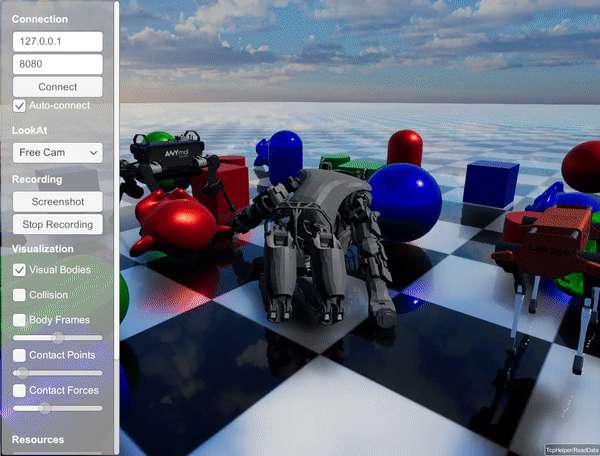 Connection
127.0.0.1
8080
Connect
Auto-connect
LookAt
Free Cam
Recording
Screenshot
Stop Recording
Visualization
Visual Bodies
Collision
Body Frames
Contact Points
Contact Forces
Resources
ANYmal
TcpHelper/ReadData